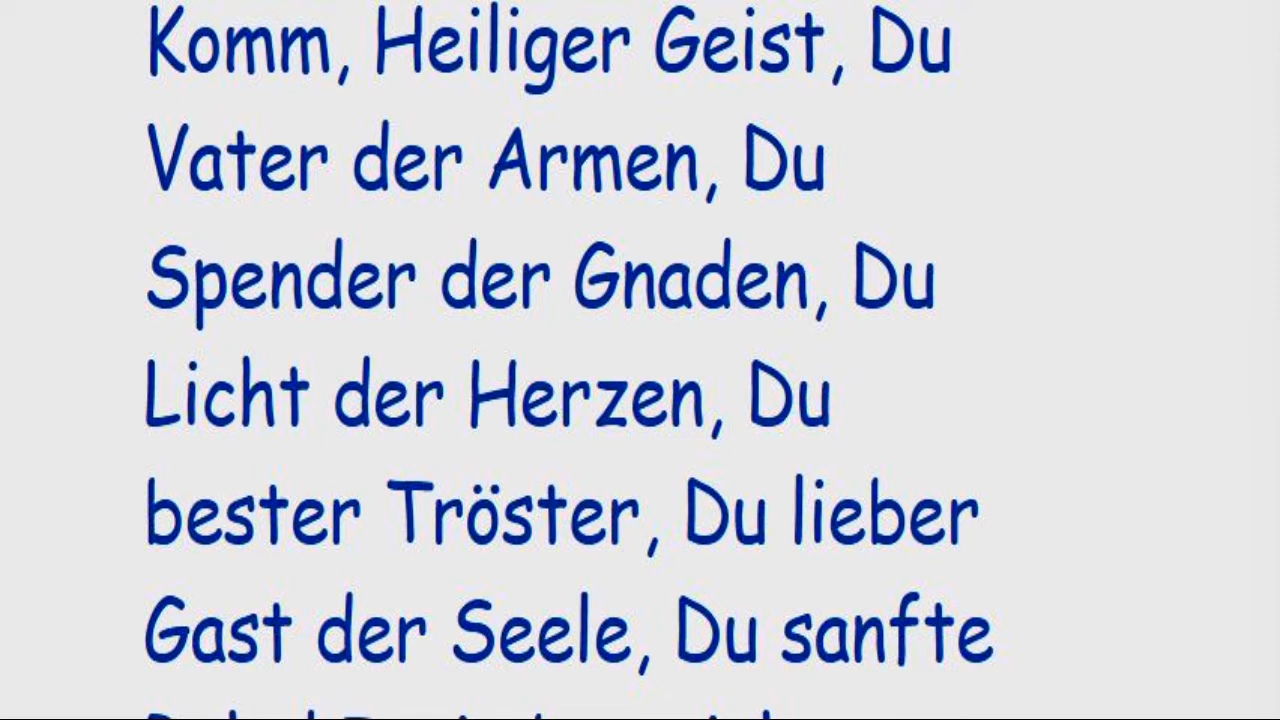 Komm, Heiliger Geist, Du
Vater der Armen, Du
Spender der Gnaden, Du
Licht der Herzen, Du
bester Tröster, Du lieber
Gast der Seele, Du sanfte